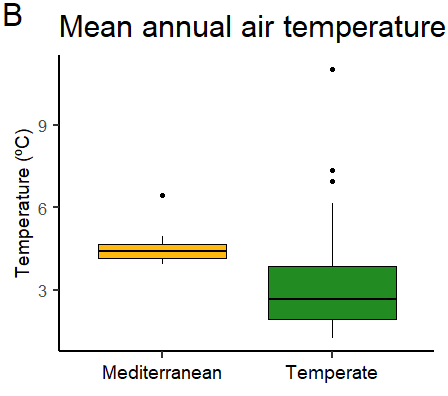 B
Mean annual air temperature
Temperature (ºC)
9
6
3
Mediterranean
Temperate